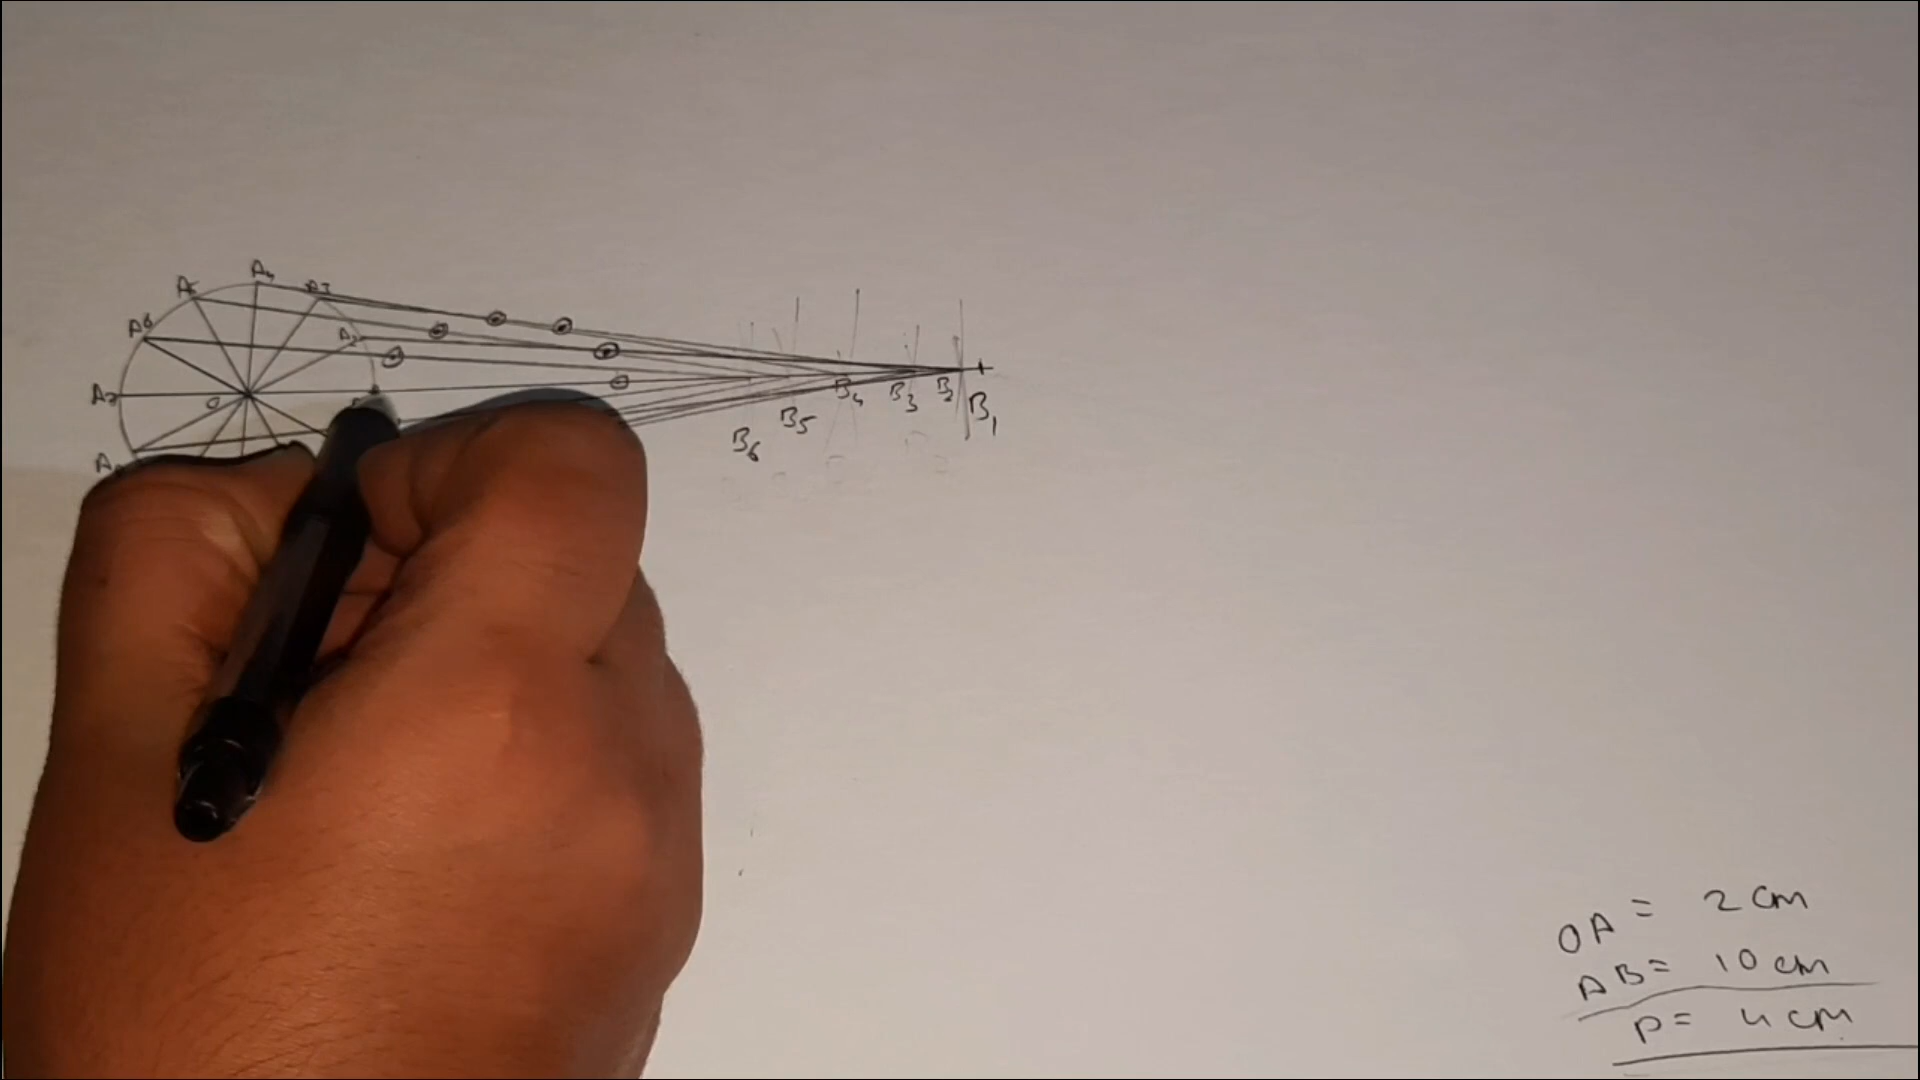 A4
A5
A3
A6
A2
A7
O
B4
B3
B2
B1
B5
B6
OA = 2 cm
AB = 10 cm
P = 4 cm